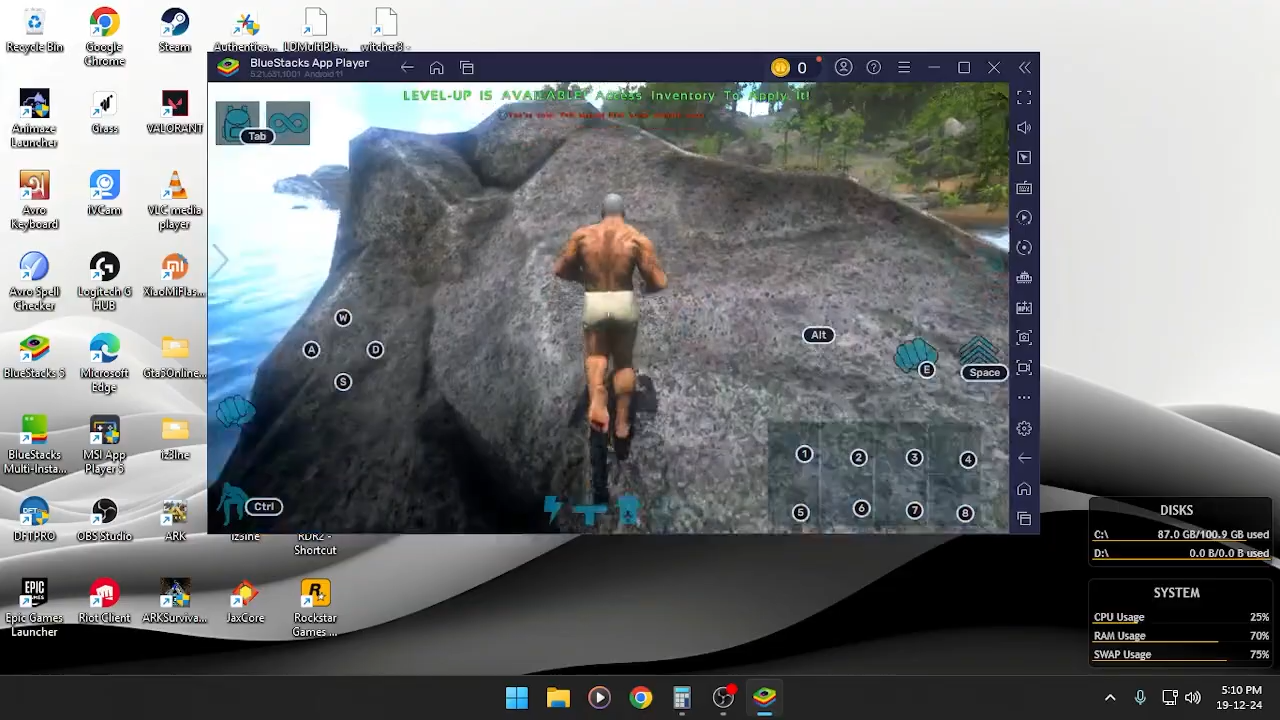 Recycle Bin
Google Chrome
Steam
Authentica...
LDMultiPla...
witcher3 -
BlueStacks App Player
5.21.631.1001 Android 11
0
LEVEL-UP IS AVAILABLE! Access Inventory To Apply It!
Tab
Animaze Launcher
Grass
VALORANT
Avro Keyboard
iVCam
VLC media player
Avro Spell Checker
Logitech G HUB
XiaoMiFlas...
W
A
D
S
Alt
E
Space
BlueStacks 5
Microsoft Edge
Gta5Online...
BlueStacks Multi-Insta...
MSI App Player 5
iz3ine
1
2
3
4
Ctrl
5
6
7
8
DFTPRO
OBS Studio
ARK
iz3ine
RDR2 - Shortcut
DISKS
C:\ 87.0 GB/100.9 GB used
D:\ 0.0 B/0.0 B used
Epic Games Launcher
Riot Client
ARKSurviva...
JaxCore
Rockstar Games ...
SYSTEM
CPU Usage 25%
RAM Usage 70%
SWAP Usage 75%
5:10 PM
19-12-24